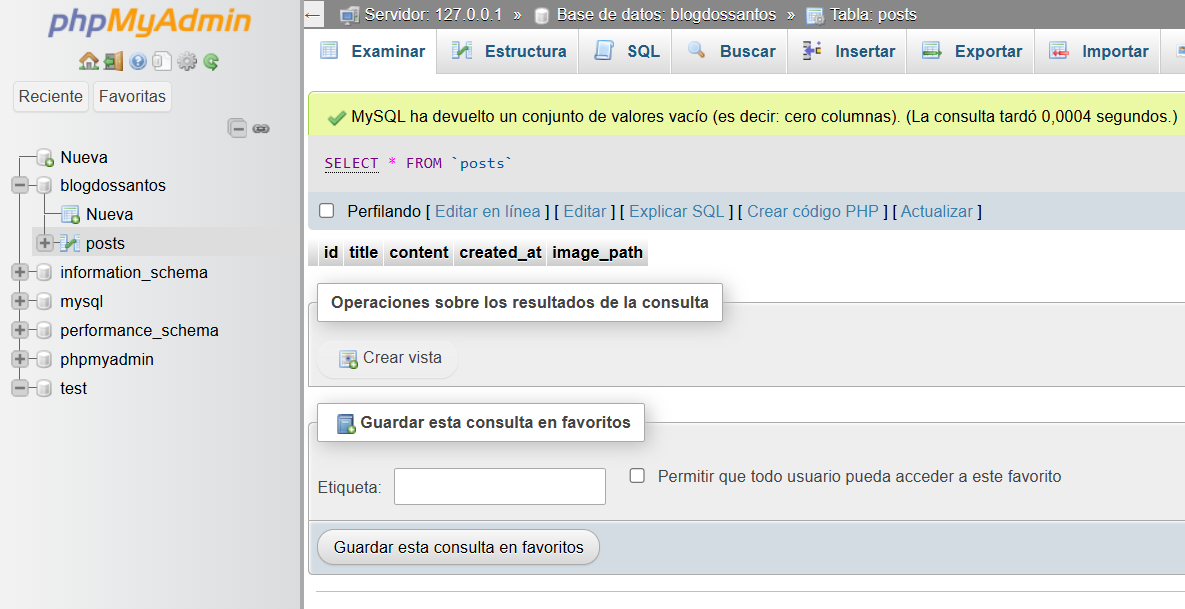 phpMyAdmin
Reciente Favoritas
Nueva
blogdossantos
Nueva
posts
information_schema
mysql
performance_schema
phpmyadmin
test
Servidor: 127.0.0.1 » Base de datos: blogdossantos » Tabla: posts
Examinar Estructura SQL Buscar Insertar Exportar Importar
MySQL ha devuelto un conjunto de valores vacío (es decir: cero columnas). (La consulta tardó 0,0004 segundos.)
SELECT * FROM `posts`
Perfilando [ Editar en línea ] [ Editar ] [ Explicar SQL ] [ Crear código PHP ] [ Actualizar ]
id title content created_at image_path
Operaciones sobre los resultados de la consulta
Crear vista
Guardar esta consulta en favoritos
Etiqueta: Permitir que todo usuario pueda acceder a este favorito
Guardar esta consulta en favoritos